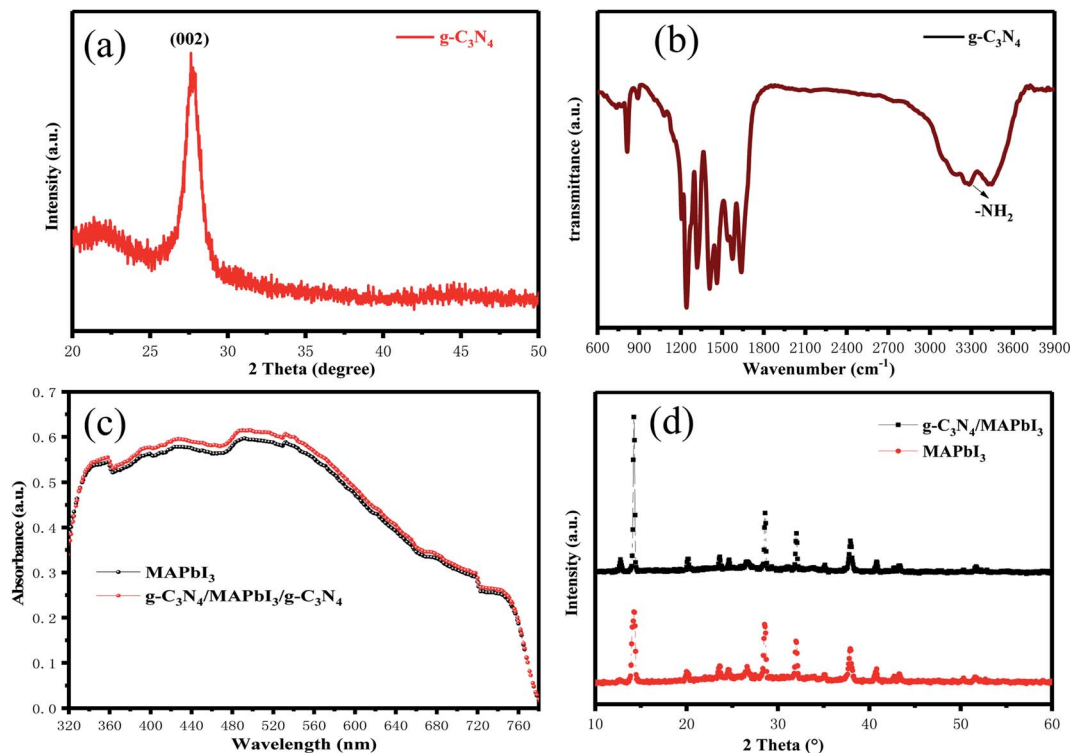 (a)
(002)
g-C₃N₄
Intensity (a.u.)
20 25 30 35 40 45 50
2 Theta (degree)
(b)
g-C₃N₄
transmittance (a.u.)
-NH₂
600 900 1200 1500 1800 2100 2400 2700 3000 3300 3600 3900
Wavenumber (cm⁻¹)
(c)
0.7
0.6
0.5
0.4
0.3
0.2
0.1
0.0
Absorbance (a.u.)
MAPbI₃
g-C₃N₄/MAPbI₃/g-C₃N₄
320 360 400 440 480 520 560 600 640 680 720 760
Wavelength (nm)
(d)
g-C₃N₄/MAPbI₃
MAPbI₃
Intensity (a.u.)
10 20 30 40 50 60
2 Theta (°)